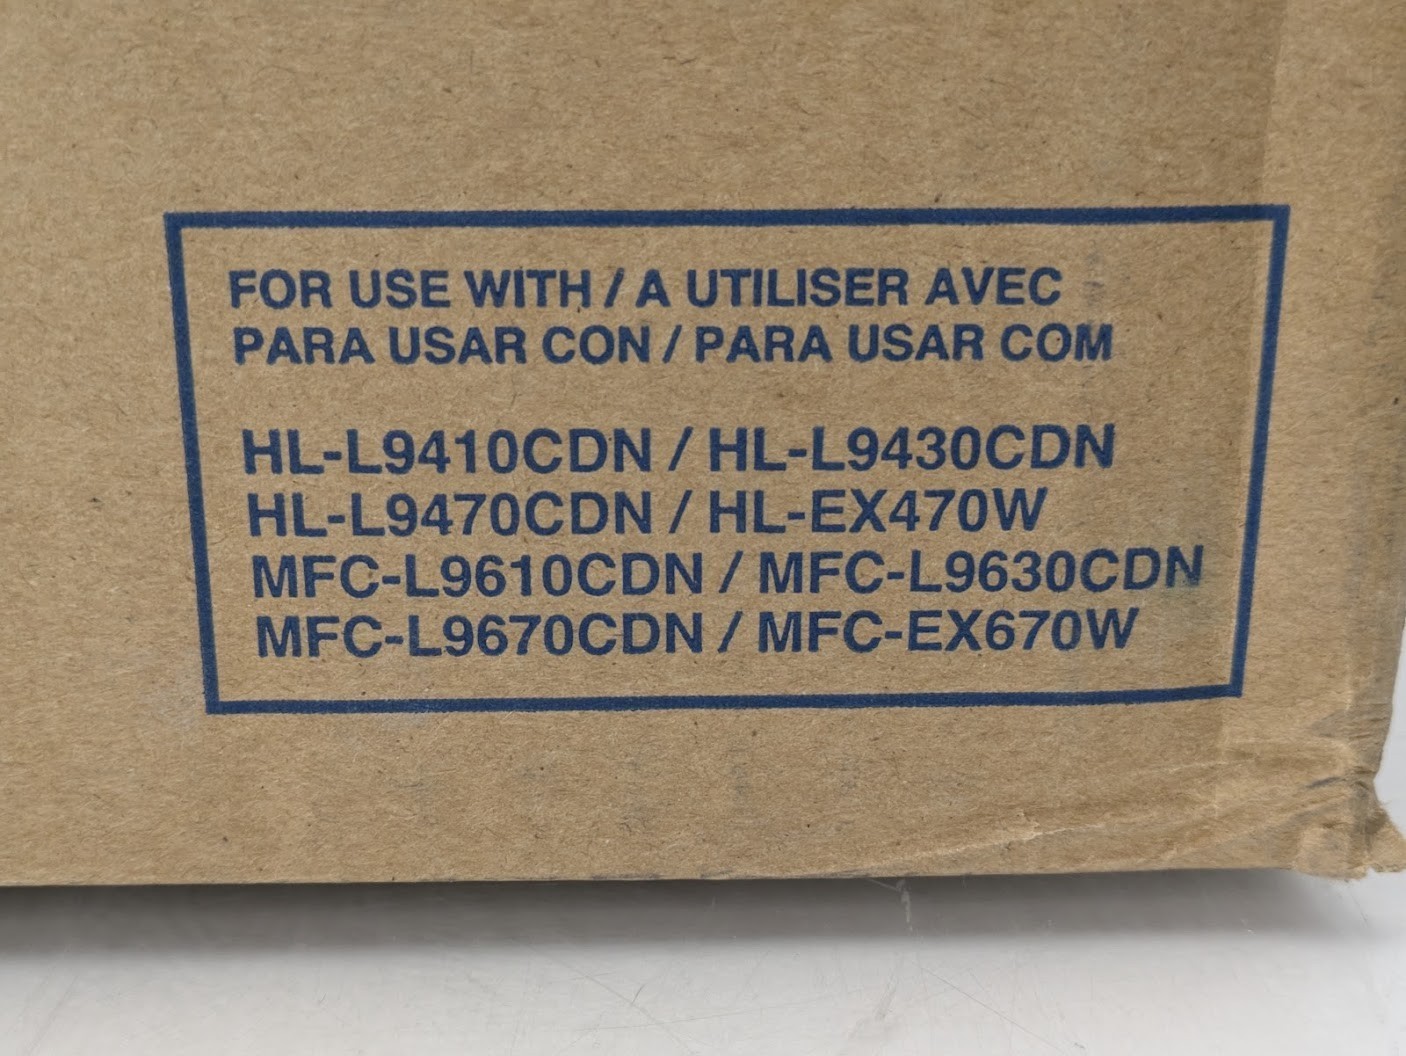 FOR USE WITH / A UTILISER AVEC
PARA USAR CON / PARA USAR COM
HL-L9410CDN / HL-L9430CDN
HL-L9470CDN / HL-EX470W
MFC-L9610CDN / MFC-L9630CDN
MFC-L9670CDN / MFC-EX670W